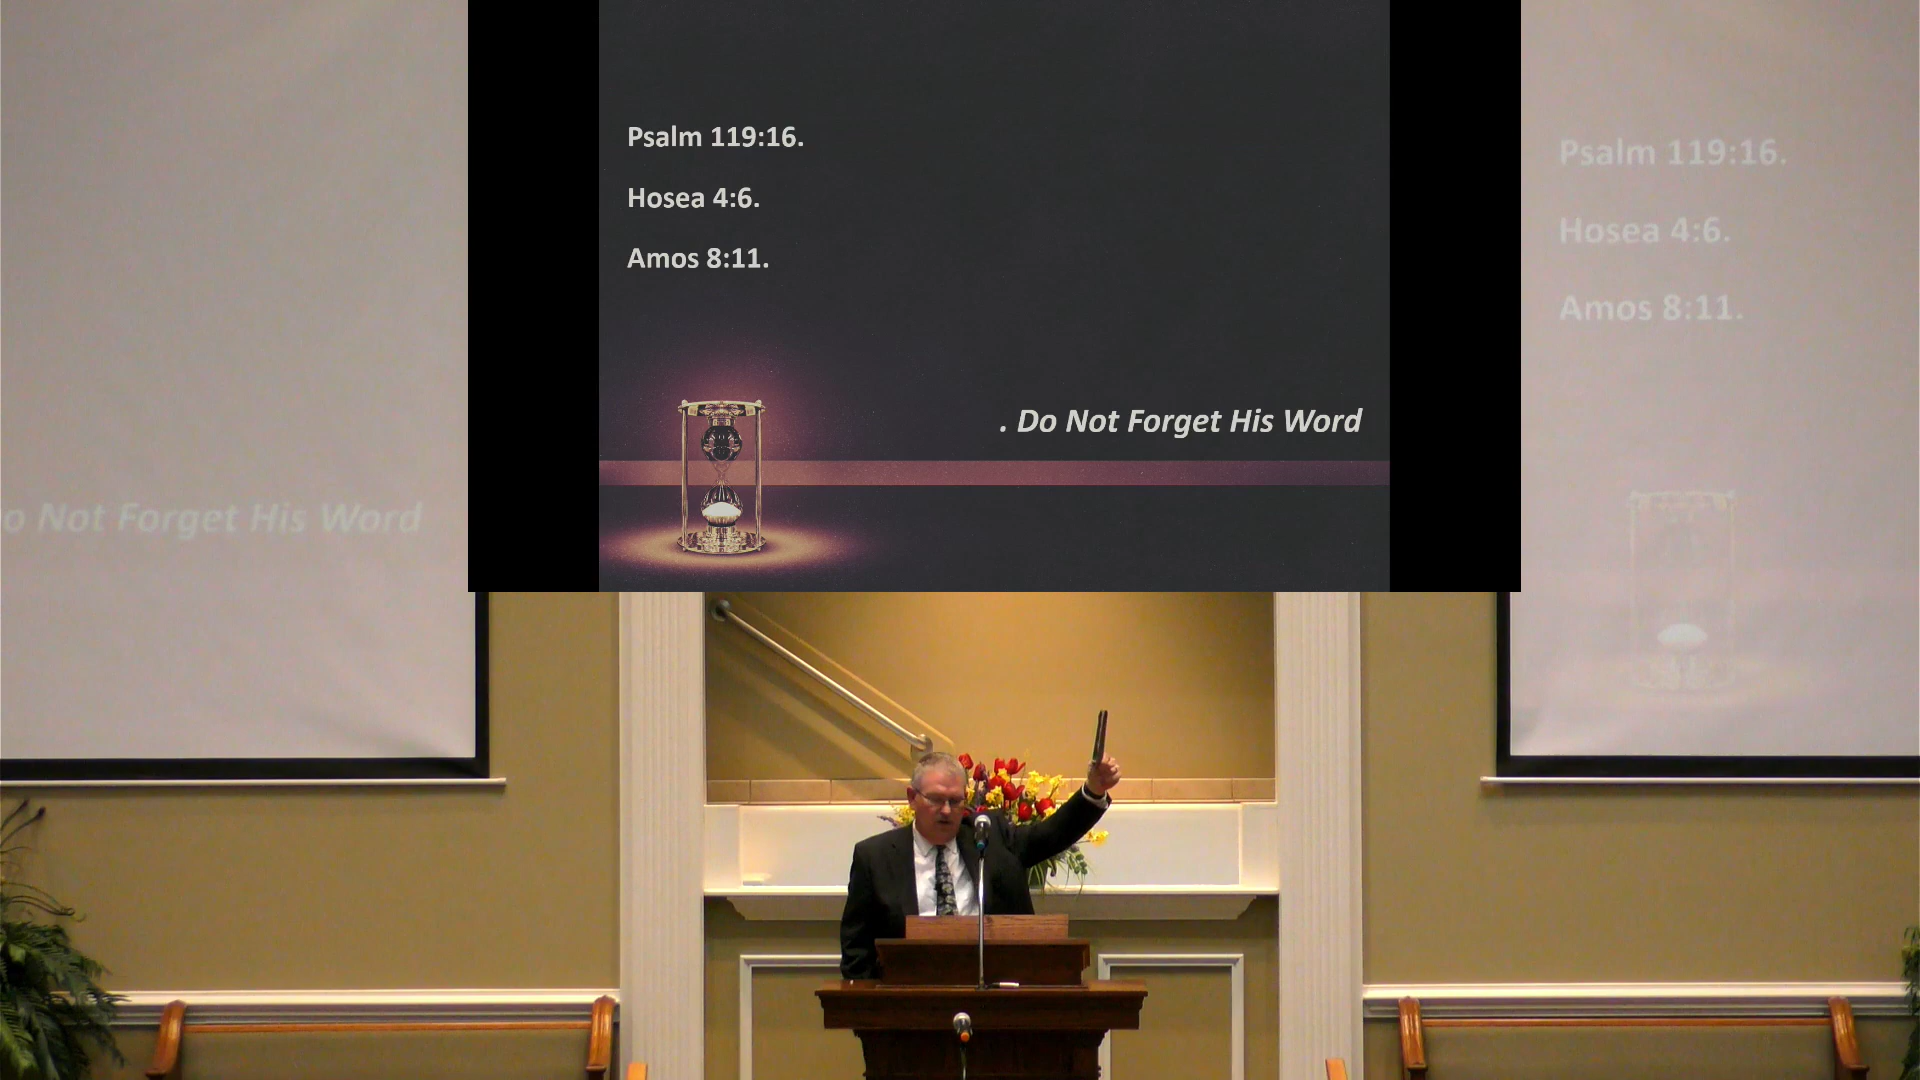 Psalm 119:16.
Hosea 4:6.
Amos 8:11.
. Do Not Forget His Word
o Not Forget His Word
Psalm 119:16.
Hosea 4:6.
Amos 8:11.